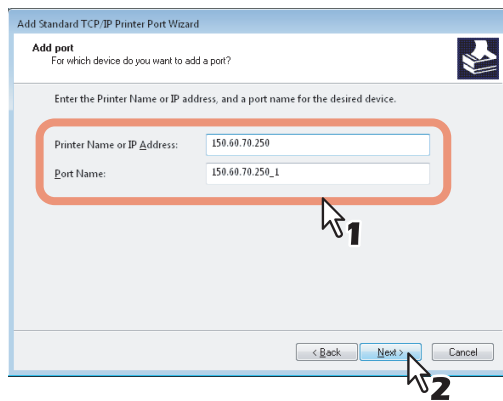 Add Standard TCP/IP Printer Port Wizard
Add port
For which device do you want to add a port?
Enter the Printer Name or IP address, and a port name for the desired device.
Printer Name or IP Address: 150.60.70.250
Port Name: 150.60.70.250_1
1
< Back Next > Cancel
2